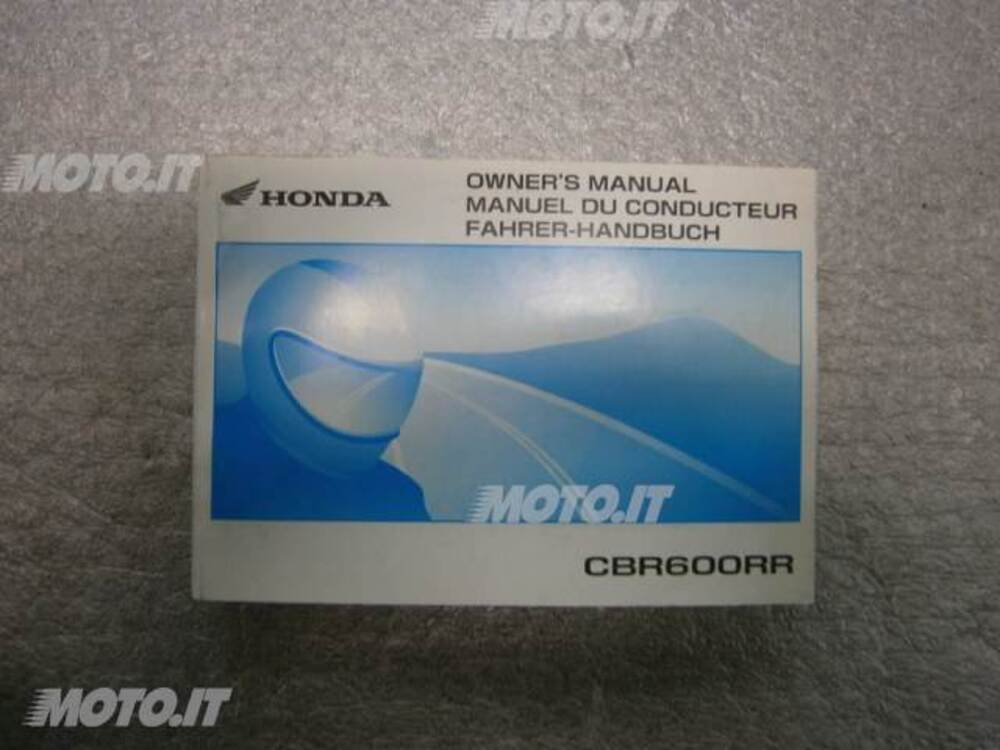 MOTO.IT
MOTO.IT
HONDA
OWNER'S MANUAL
MANUEL DU CONDUCTEUR
FAHRER-HANDBUCH
MOTO.IT
CBR600RR
MOTO.IT